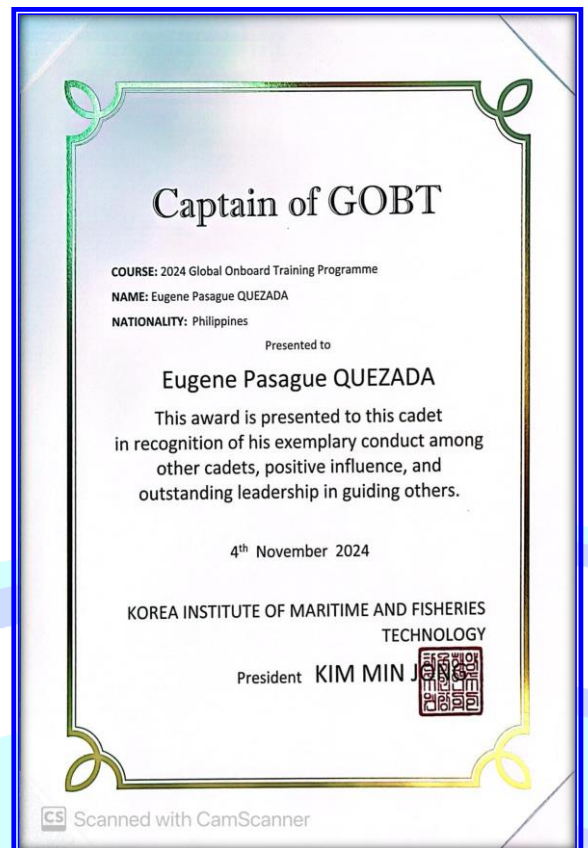 Captain of GOBT
COURSE: 2024 Global Onboard Training Programme
NAME: Eugene Pasague QUEZADA
NATIONALITY: Philippines
Presented to
Eugene Pasague QUEZADA
This award is presented to this cadet
in recognition of his exemplary conduct among
other cadets, positive influence, and
outstanding leadership in guiding others.
4th November 2024
KOREA INSTITUTE OF MARITIME AND FISHERIES
TECHNOLOGY
President KIM MIN JONG
CS Scanned with CamScanner